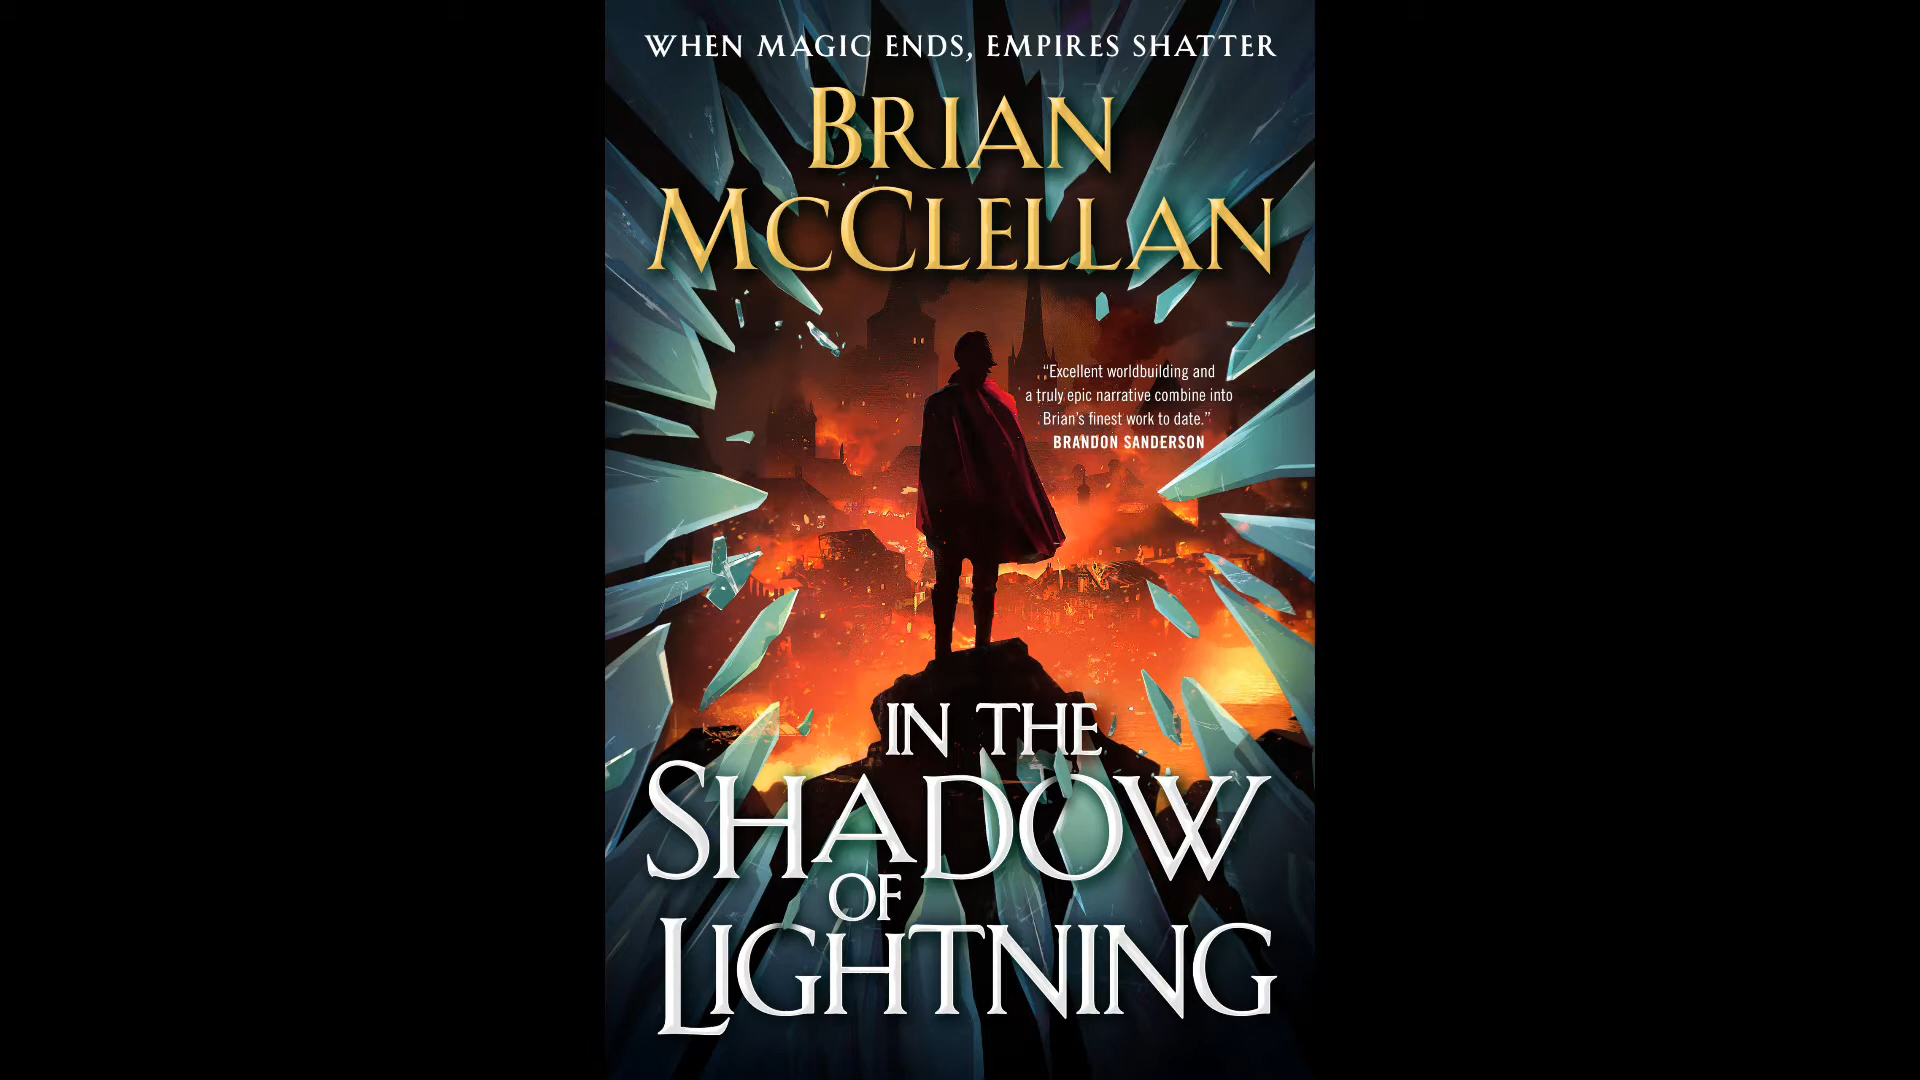 WHEN MAGIC ENDS, EMPIRES SHATTER
BRIAN
MCCLELLAN
“Excellent worldbuilding and
a truly epic narrative combine into
Brian’s finest work to date.”
BRANDON SANDERSON
IN THE
SHADOW
OF
LIGHTNING